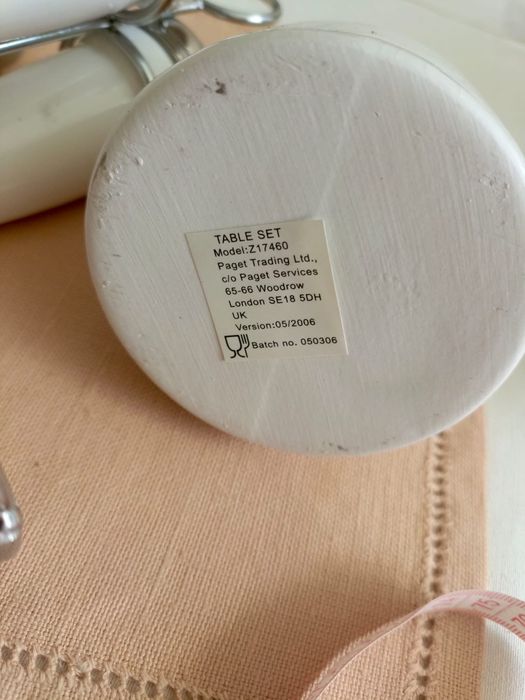 TABLE SET
Model:Z17460
Paget Trading Ltd.,
c/o Paget Services
65-66 Woodrow
London SE18 5DH
UK
Version:05/2006
Batch no. 050306
75